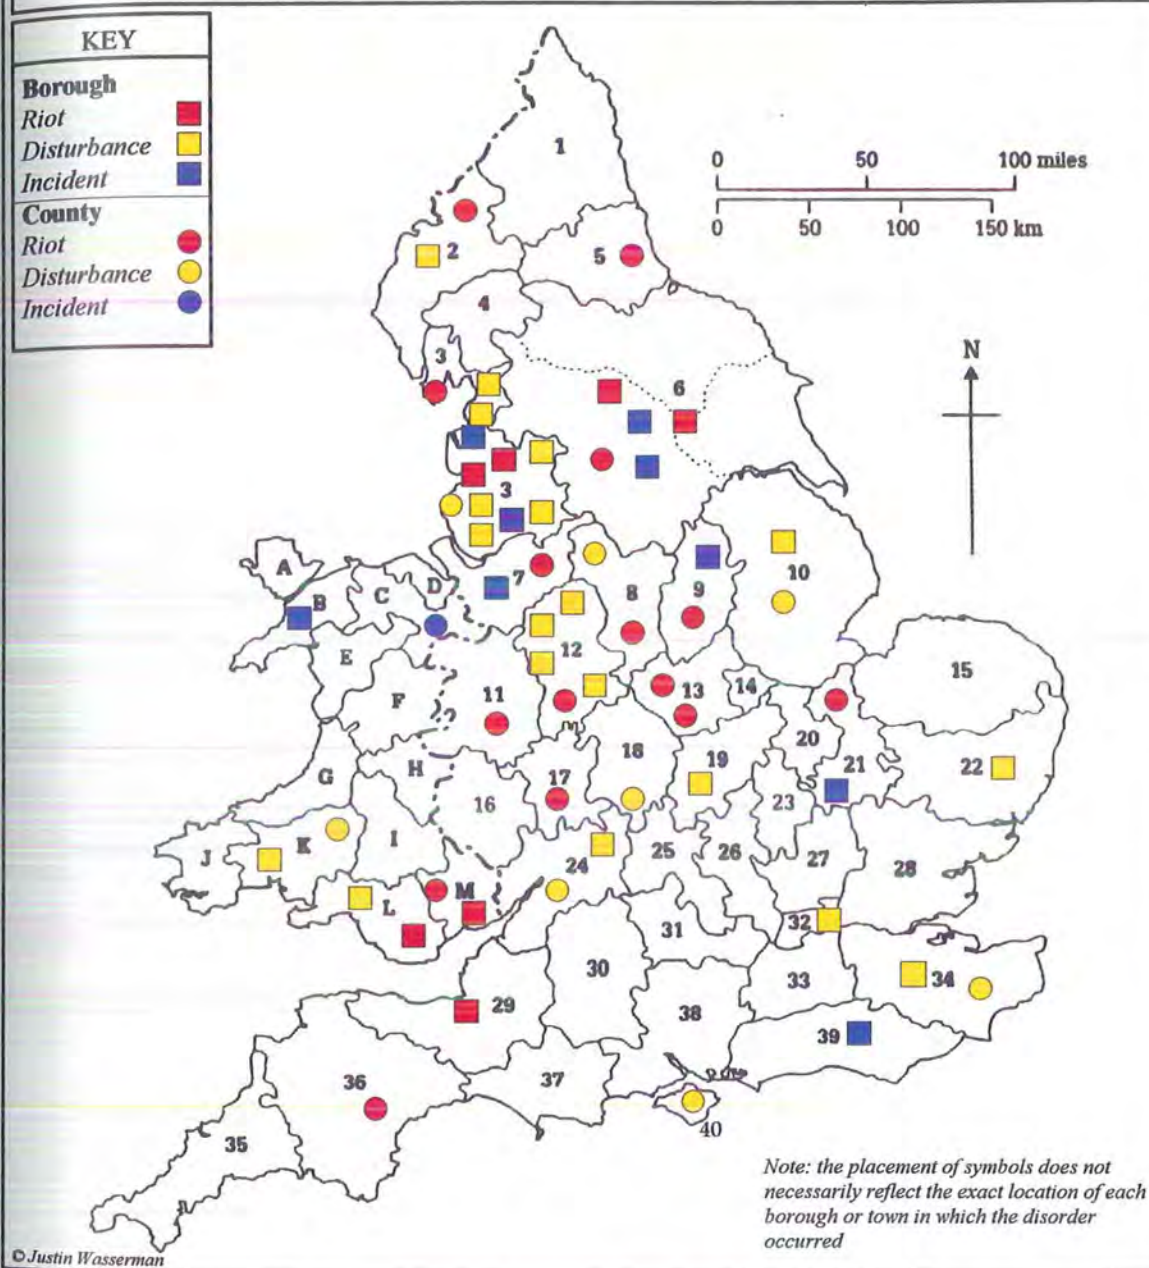 KEY
Borough
Riot
Disturbance
Incident
County
Riot
Disturbance
Incident
0 50 100 miles
0 50 100 150 km
N
1
2
5
4
3
6
3
A
B
C
D
7
8
9
10
E
12
15
F
11
13
14
G
H
16
17
18
19
20
21
22
23
J
K
I
24
25
26
27
28
L
M
31
32
30
33
34
29
38
39
36
37
40
35
Note: the placement of symbols does not
necessarily reflect the exact location of each
borough or town in which the disorder
occurred
© Justin Wasserman